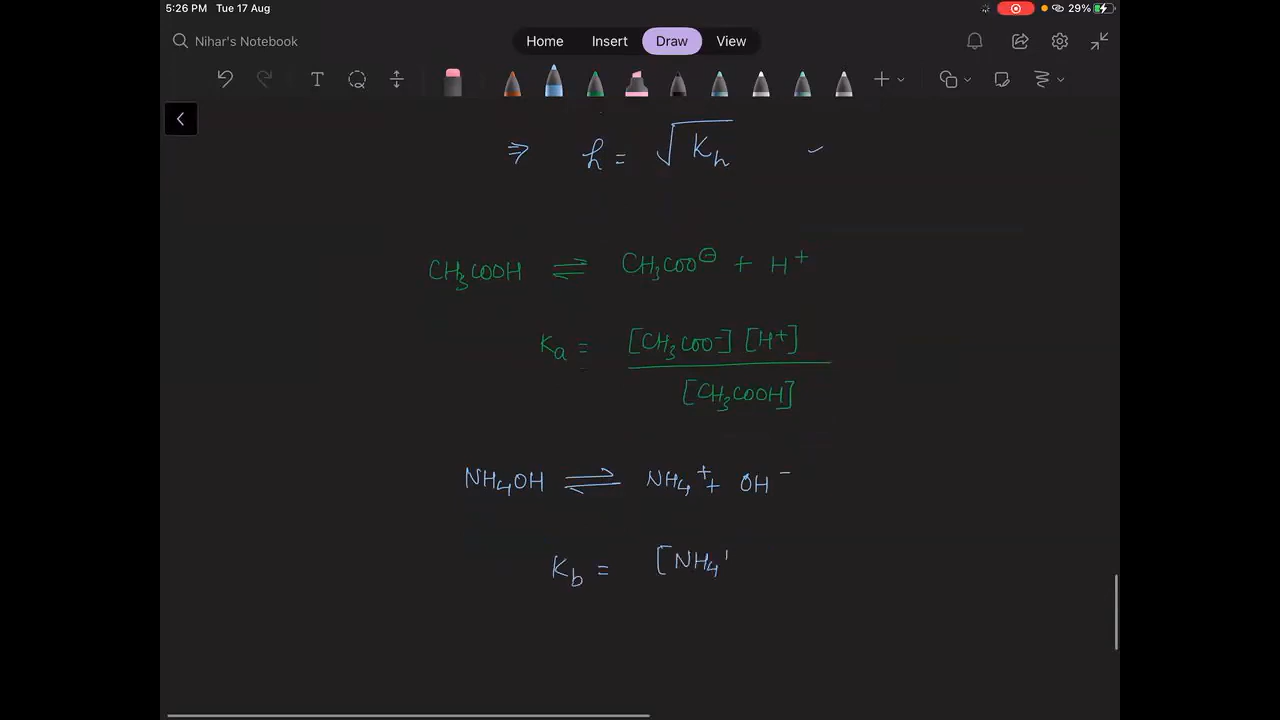 5:26 PM Tue 17 Aug 29%
Nihar's Notebook Home Insert Draw View
⇒ h = √Kh
CH3COOH ⇌ CH3COO⊖ + H+
Ka = [CH3COO-] [H+]
[CH3COOH]
NH4OH ⇌ NH4+ + OH-
Kb = [NH4